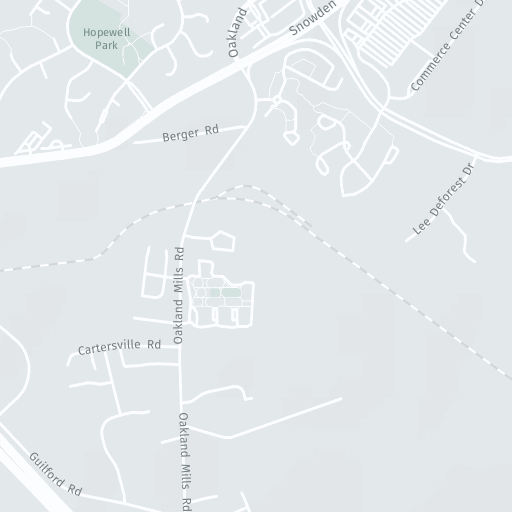 Hopewell
Park
Oakland
Snowden
Commerce Center D
Berger Rd
Lee Deforest Dr
Oakland Mills Rd
Cartersville Rd
Oakland Mills Rd
Guilford Rd